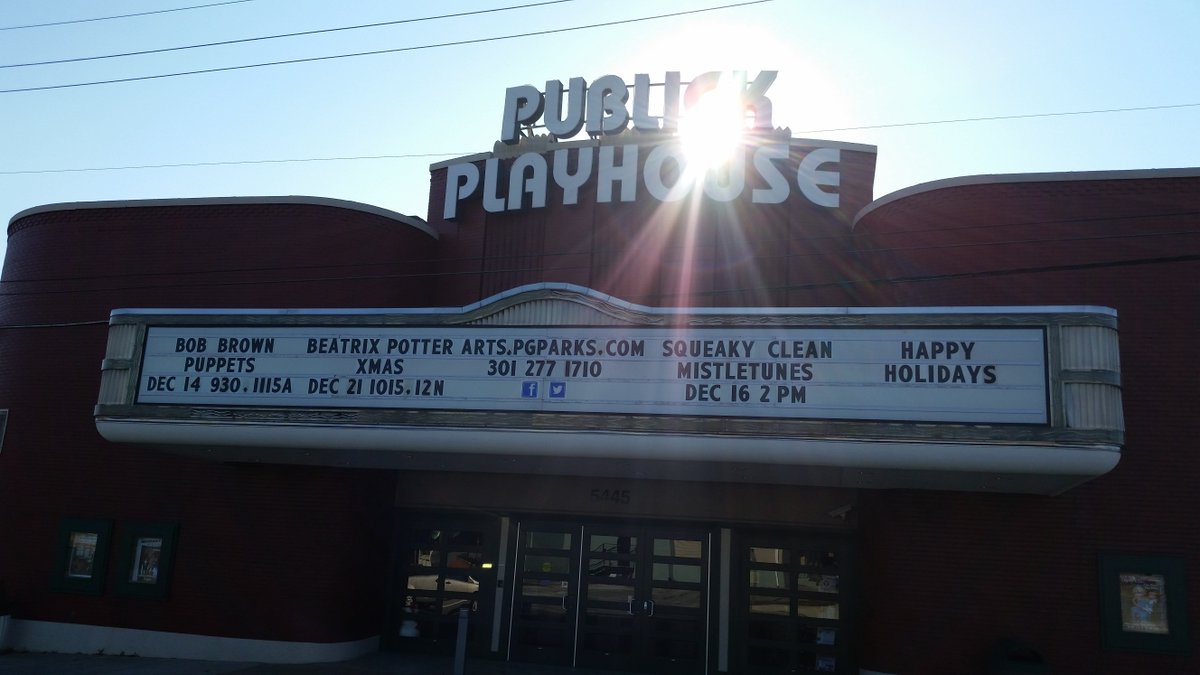 PUBLICK
PLAYHOUSE
BOB BROWN
PUPPETS
DEC 14 930.1115A
BEATRIX POTTER
XMAS
DEC 21 1015.12N
ARTS.PGPARKS.COM
301 277 1710
SQUEAKY CLEAN
MISTLETUNES
DEC 16 2 PM
HAPPY
HOLIDAYS
5445